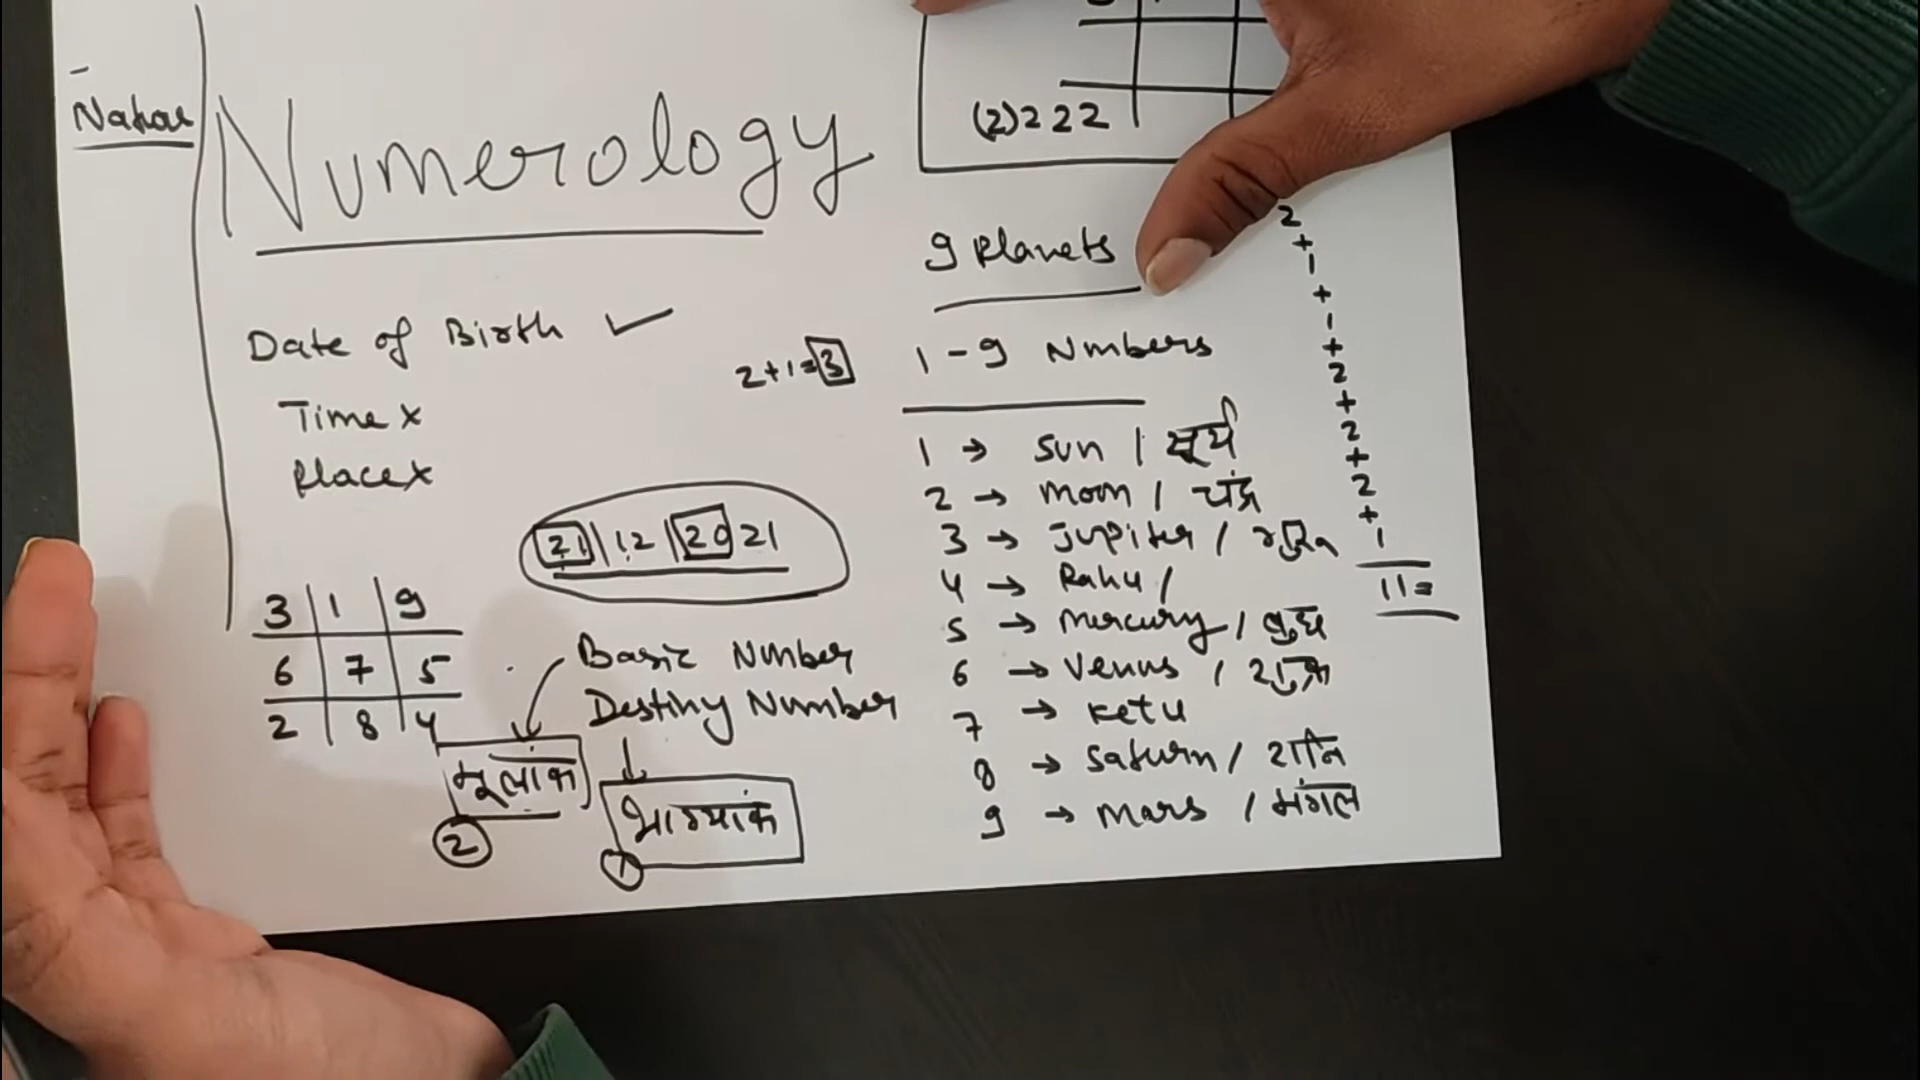 Numerology
(2)222
9 Planets
Date of Birth ✓
2+1=3
1-9 Numbers
Time x
Place x
1 → Sun / सूर्य
2 → Moon / चंद्र
3 → Jupiter / गुरू
4 → Rahu /
5 → Mercury / बुध
6 → Venus / शुक्र
7 → Ketu
8 → Saturn / शनि
9 → Mars / मंगल
21|12|2021
3 | 1 | 9
6 | 7 | 5
2 | 8 | 4
Basic Number
Destiny Number
मूलांक
2
भाग्यांक
2
+
1
+
1
+
2
+
2
+
2
+
1
11=